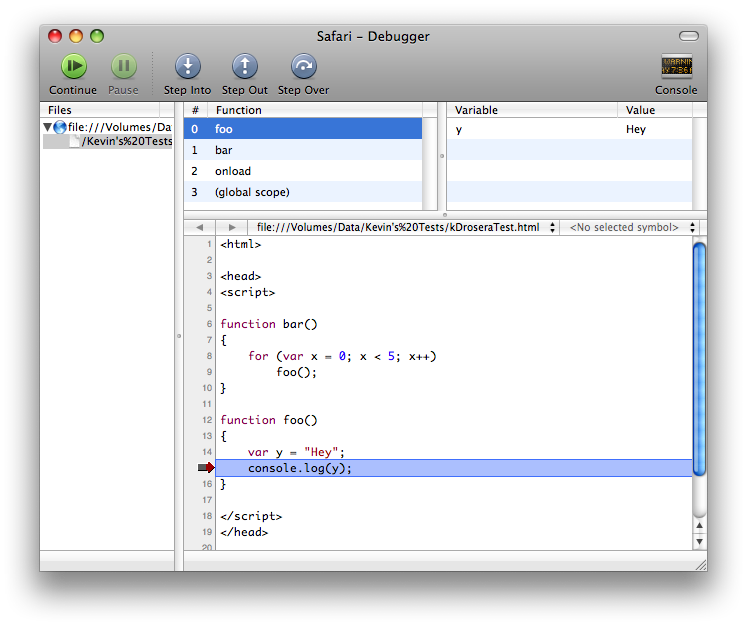 Safari – Debugger
Continue Pause Step Into Step Out Step Over Console
Files
file:///Volumes/Da
/Kevin's%20Tests
# Function
0 foo
1 bar
2 onload
3 (global scope)
Variable Value
y Hey
file:///Volumes/Data/Kevin's%20Tests/kDroseraTest.html <No selected symbol>
1 <html>
2
3 <head>
4 <script>
5
6 function bar()
7 {
8 for (var x = 0; x < 5; x++)
9 foo();
10 }
11
12 function foo()
13 {
14 var y = "Hey";
console.log(y);
16 }
17
18 </script>
19 </head>
20